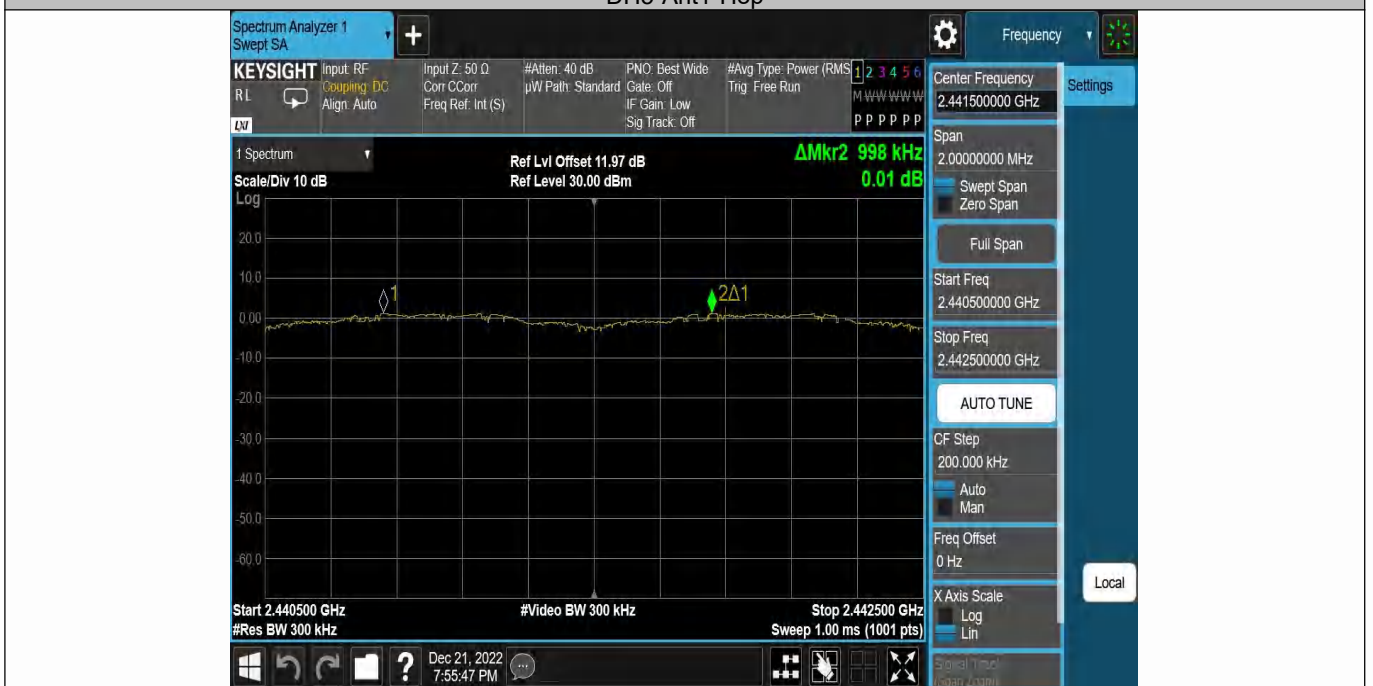 Spectrum Analyzer 1
Swept SA
+
Frequency
KEYSIGHT
RL
LXI
Input: RF
Coupling: DC
Align: Auto
Input Z: 50 Ω
Corr CCorr
Freq Ref: Int (S)
#Atten: 40 dB
µW Path: Standard
PNO: Best Wide
Gate: Off
IF Gain: Low
Sig Track: Off
#Avg Type: Power (RMS
Trig: Free Run
1 2 3 4 5 6
M W W W W W
P P P P P P
Center Frequency
2.441500000 GHz
Settings
1 Spectrum
Scale/Div 10 dB
Log
Ref Lvl Offset 11.97 dB
Ref Level 30.00 dBm
ΔMkr2 998 kHz
0.01 dB
Span
2.00000000 MHz
Swept Span
Zero Span
Full Span
Start Freq
2.440500000 GHz
Stop Freq
2.442500000 GHz
AUTO TUNE
CF Step
200.000 kHz
Auto
Man
Freq Offset
0 Hz
X Axis Scale
Log
Lin
Local
20.0
10.0
0.00
-10.0
-20.0
-30.0
-40.0
-50.0
-60.0
1
2Δ1
Start 2.440500 GHz
#Res BW 300 kHz
#Video BW 300 kHz
Stop 2.442500 GHz
Sweep 1.00 ms (1001 pts)
?
Dec 21, 2022
7:55:47 PM
Signal Track
(Span Zoom)